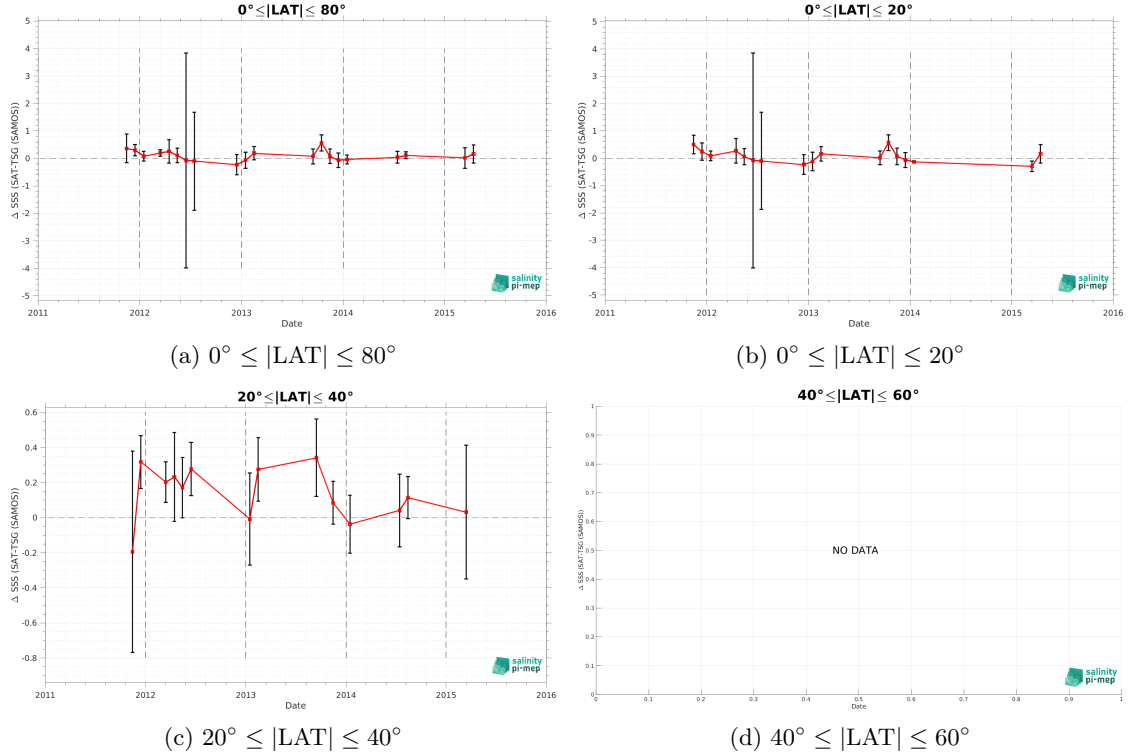 0°≤|LAT|≤ 80°
5
4
3
2
1
0
-1
-2
-3
-4
-5
Δ SSS (SAT-TSG (SAMOS))
2011 2012 2013 2014 2015 2016
Date
salinity
pi-mep
(a) 0° ≤ |LAT| ≤ 80°
0°≤|LAT|≤ 20°
5
4
3
2
1
0
-1
-2
-3
-4
-5
Δ SSS (SAT-TSG (SAMOS))
2011 2012 2013 2014 2015 2016
Date
salinity
pi-mep
(b) 0° ≤ |LAT| ≤ 20°
20°≤|LAT|≤ 40°
0.6
0.4
0.2
0
-0.2
-0.4
-0.6
-0.8
Δ SSS (SAT-TSG (SAMOS))
2011 2012 2013 2014 2015 2016
Date
salinity
pi-mep
(c) 20° ≤ |LAT| ≤ 40°
40°≤|LAT|≤ 60°
1
0.9
0.8
0.7
0.6
0.5
0.4
0.3
0.2
0.1
0
Δ SSS (SAT-TSG (SAMOS))
NO DATA
0 0.1 0.2 0.3 0.4 0.5 0.6 0.7 0.8 0.9 1
Date
salinity
pi-mep
(d) 40° ≤ |LAT| ≤ 60°